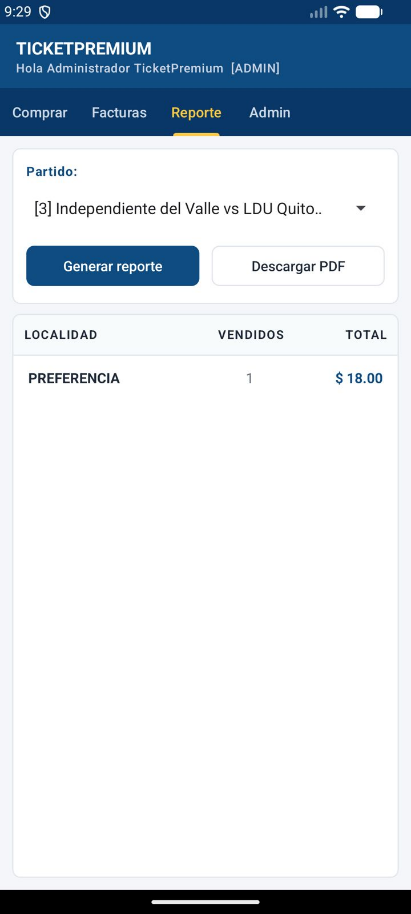 9:29
TICKETPREMIUM
Hola Administrador TicketPremium [ADMIN]
Comprar Facturas Reporte Admin
Partido:
[3] Independiente del Valle vs LDU Quito..
Generar reporte Descargar PDF
LOCALIDAD VENDIDOS TOTAL
PREFERENCIA 1 $ 18.00